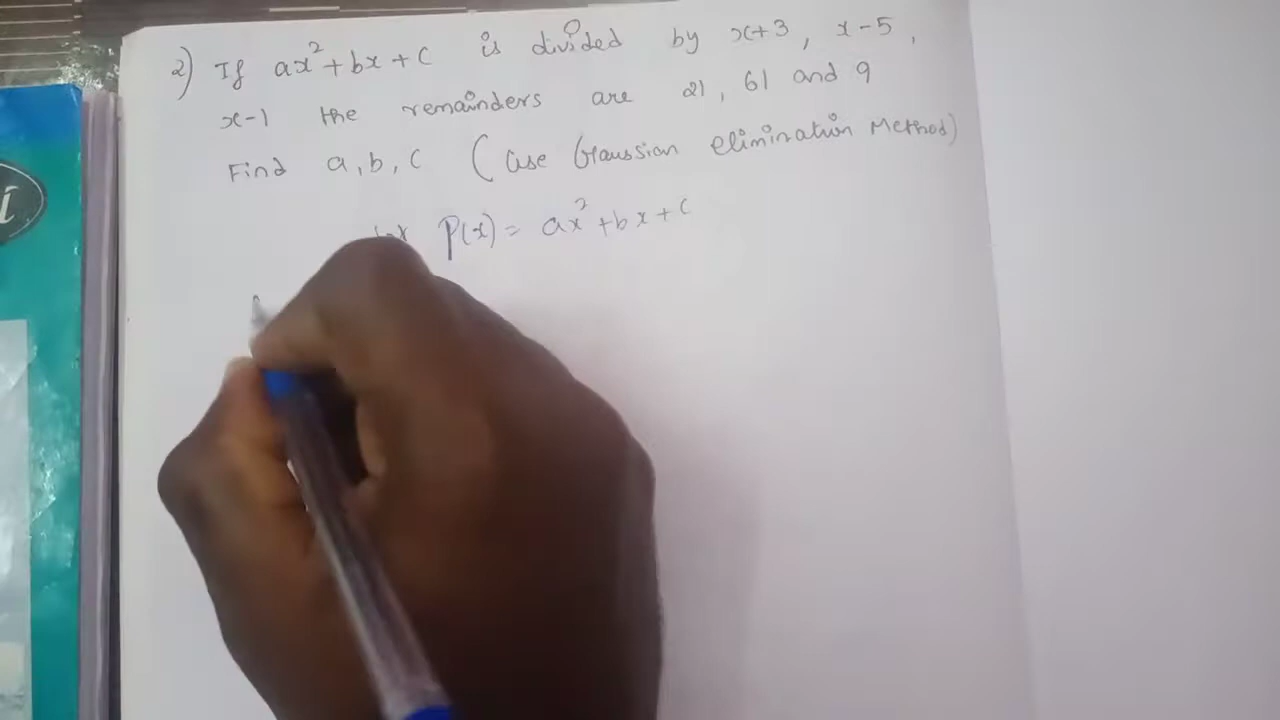 2) If ax²+bx+c is divided by x+3, x-5,
x-1 the remainders are 21, 61 and 9
Find a,b,c (Use Gaussian elimination Method)
P(x) = ax²+bx+c